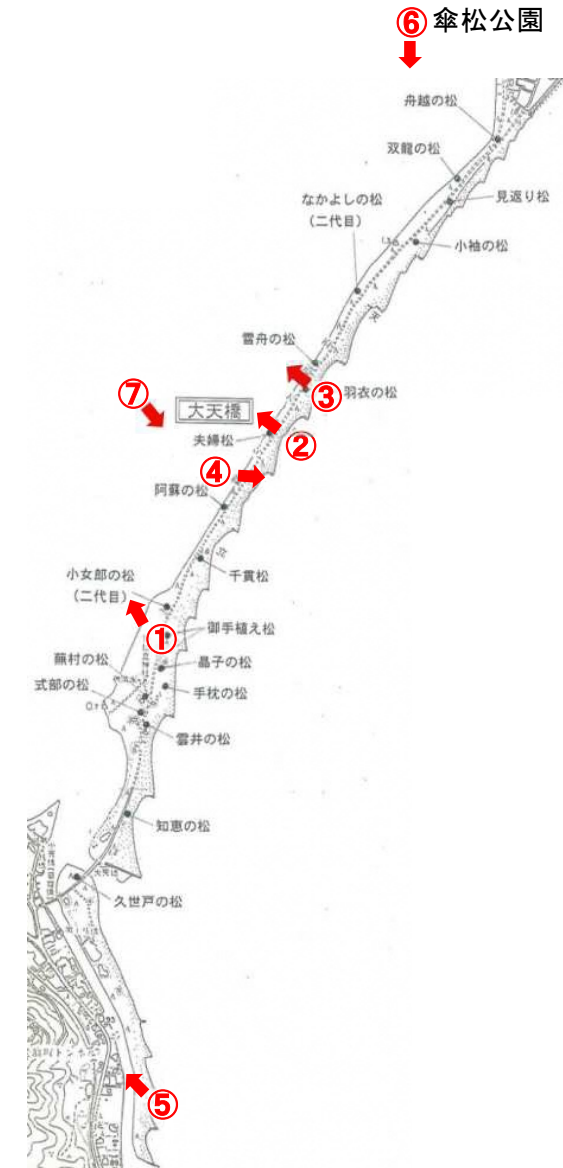 ⑥傘松公園
舟越の松
双龍の松
見返り松
なかよしの松
(二代目)
小袖の松
天
雪舟の松
③
羽衣の松
⑦
大天橋
②
夫婦松
④
阿蘇の松
立
千貫松
小女郎の松
(二代目)
①
御手植え松
蕪村の松
晶子の松
式部の松
手枕の松
雲井の松
知恵の松
久世戸の松
⑤